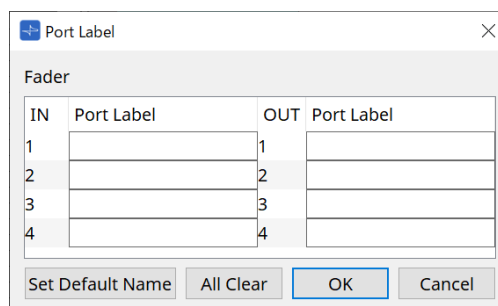 Port Label
Fader
IN Port Label OUT Port Label
1 1
2 2
3 3
4 4
Set Default Name All Clear OK Cancel